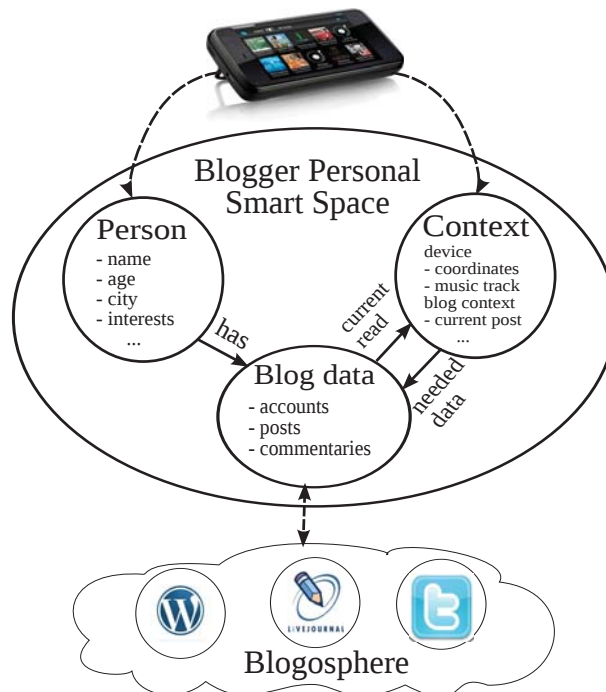 Blogger Personal
Smart Space
Person
- name
- age
- city
- interests
...
Context
device
- coordinates
- music track
blog context
- current post
...
has
current
read
needed
data
Blog data
- accounts
- posts
- commentaries
W
LIVEJOURNAL
t
Blogosphere